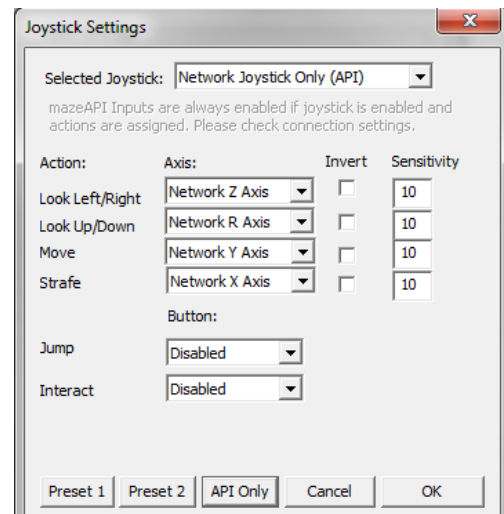 Joystick Settings
Selected Joystick: Network Joystick Only (API)
mazeAPI Inputs are always enabled if joystick is enabled and
actions are assigned. Please check connection settings.
Action: Axis: Invert Sensitivity
Look Left/Right Network Z Axis 10
Look Up/Down Network R Axis 10
Move Network Y Axis 10
Strafe Network X Axis 10
Button:
Jump Disabled
Interact Disabled
Preset 1 Preset 2 API Only Cancel OK